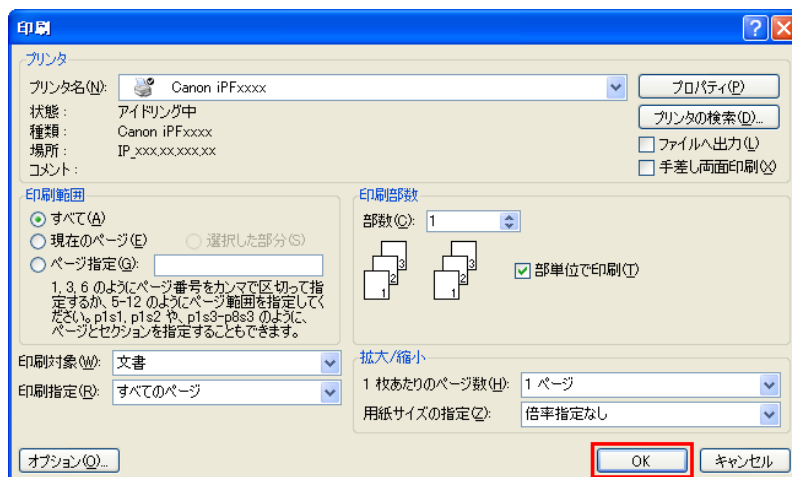 印刷
プリンタ
プリンタ名(N): Canon iPFxxxx プロパティ(P)
状態: アイドリング中 プリンタの検索(D)...
種類: Canon iPFxxxx
場所: IP_xxx,xx,xxx,xx ファイルへ出力(L)
コメント: 手差し両面印刷(X)
印刷範囲
すべて(A)
現在のページ(E) 選択した部分(S)
ページ指定(G):
1, 3, 6 のようにページ番号をカンマで区切って指
定するか、5-12 のようにページ範囲を指定してく
ださい。p1s1, p1s2 や、p1s3-p8s3 のように、
ページとセクションを指定することもできます。
印刷部数
部数(C): 1
1 2 3 1 2 3 部単位で印刷(T)
印刷対象(W): 文書
印刷指定(R): すべてのページ
拡大/縮小
1 枚あたりのページ数(H): 1 ページ
用紙サイズの指定(Z): 倍率指定なし
オプション(O)... OK キャンセル